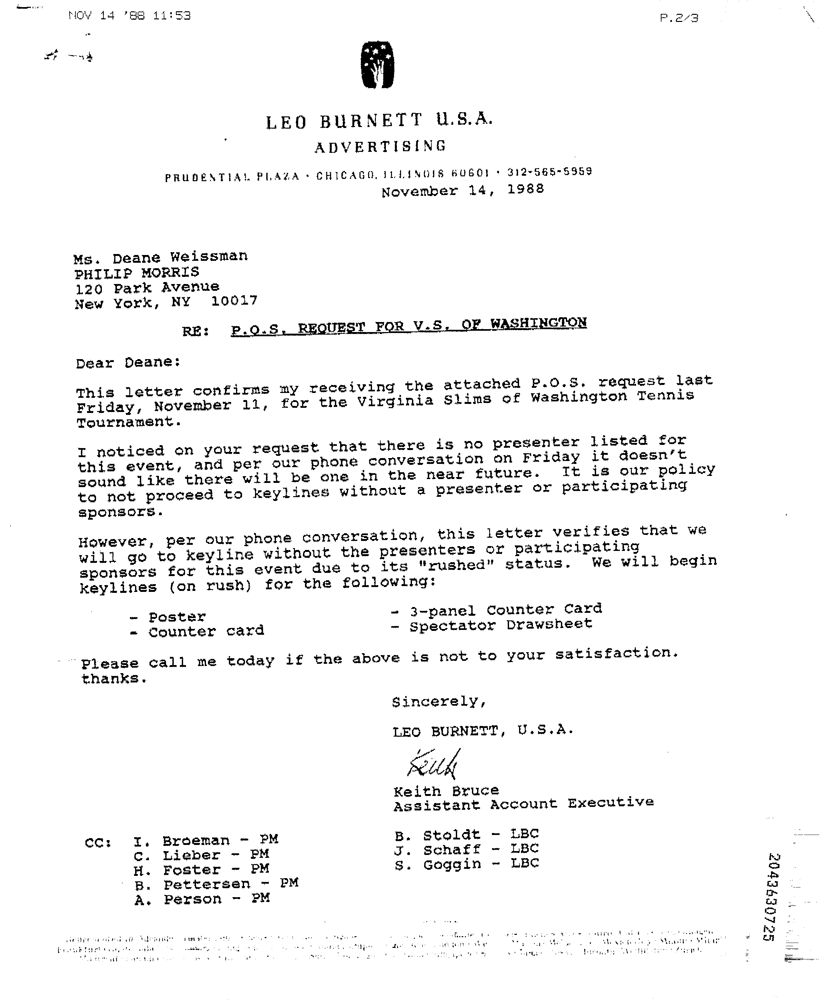 NOV 14 '88 11:53 P.2/3
LEO BURNETT U.S.A.
ADVERTISING
PRUDENTIAL PLAZA · CHICAGO, ILLINOIS 60601 · 312-565-5959
November 14, 1988
Ms. Deane Weissman
PHILIP MORRIS
120 Park Avenue
New York, NY 10017
RE: P.O.S. REQUEST FOR V.S. OF WASHINGTON
Dear Deane:
This letter confirms my receiving the attached P.O.S. request last
Friday, November 11, for the Virginia Slims of Washington Tennis
Tournament.
I noticed on your request that there is no presenter listed for
this event, and per our phone conversation on Friday it doesn't
sound like there will be one in the near future. It is our policy
to not proceed to keylines without a presenter or participating
sponsors.
However, per our phone conversation, this letter verifies that we
will go to keyline without the presenters or participating
sponsors for this event due to its "rushed" status. We will begin
keylines (on rush) for the following:
- Poster - 3-panel Counter Card
- Counter card - Spectator Drawsheet
Please call me today if the above is not to your satisfaction.
thanks.
Sincerely,
LEO BURNETT, U.S.A.
Keith
Keith Bruce
Assistant Account Executive
CC: I. Broeman - PM B. Stoldt - LBC
C. Lieber - PM J. Schaff - LBC
H. Foster - PM S. Goggin - LBC
B. Pettersen - PM
A. Person - PM
2043630725